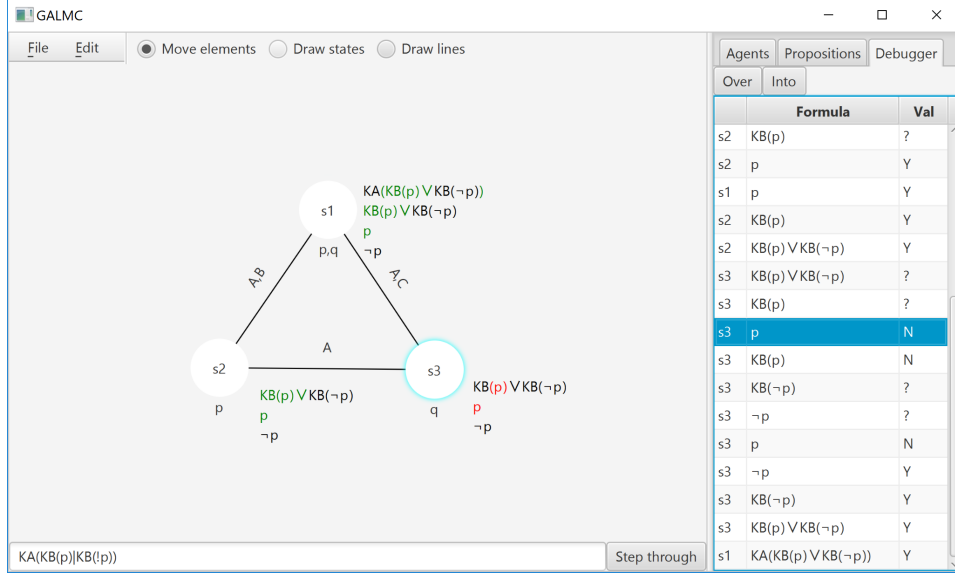 GALMC
File Edit Move elements Draw states Draw lines
Agents Propositions Debugger
Over Into
Formula Val
s2 KB(p) ?
s2 p Y
s1 p Y
s2 KB(p) Y
s2 KB(p)∨KB(¬p) Y
s3 KB(p)∨KB(¬p) ?
s3 KB(p) ?
s3 p N
s3 KB(p) N
s3 KB(¬p) ?
s3 ¬p ?
s3 p N
s3 ¬p Y
s3 KB(¬p) Y
s3 KB(p)∨KB(¬p) Y
s1 KA(KB(p)∨KB(¬p)) Y
s1
p,q
KA(KB(p)∨KB(¬p))
KB(p)∨KB(¬p)
p
¬p
A,B
A,C
A
s2
p
KB(p)∨KB(¬p)
p
¬p
s3
q
KB(p)∨KB(¬p)
p
¬p
KA(KB(p)|KB(!p))
Step through